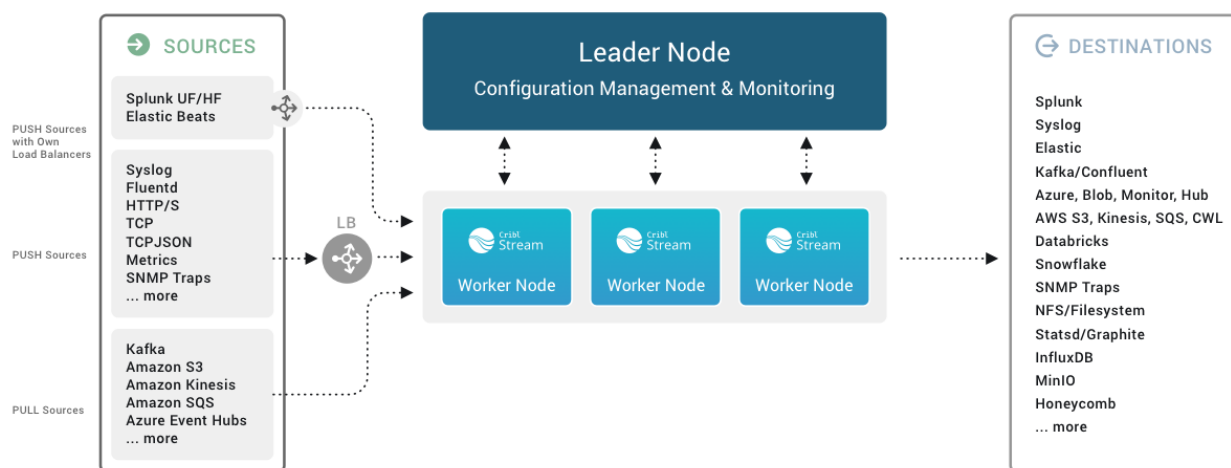 SOURCES
PUSH Sources
with Own
Load Balancers
Splunk UF/HF
Elastic Beats
PUSH Sources
Syslog
Fluentd
HTTP/S
TCP
TCPJSON
Metrics
SNMP Traps
... more
PULL Sources
Kafka
Amazon S3
Amazon Kinesis
Amazon SQS
Azure Event Hubs
... more
LB
Leader Node
Configuration Management & Monitoring
Cribl
Stream
Worker Node
Cribl
Stream
Worker Node
Cribl
Stream
Worker Node
DESTINATIONS
Splunk
Syslog
Elastic
Kafka/Confluent
Azure, Blob, Monitor, Hub
AWS S3, Kinesis, SQS, CWL
Databricks
Snowflake
SNMP Traps
NFS/Filesystem
Statsd/Graphite
InfluxDB
MinIO
Honeycomb
... more